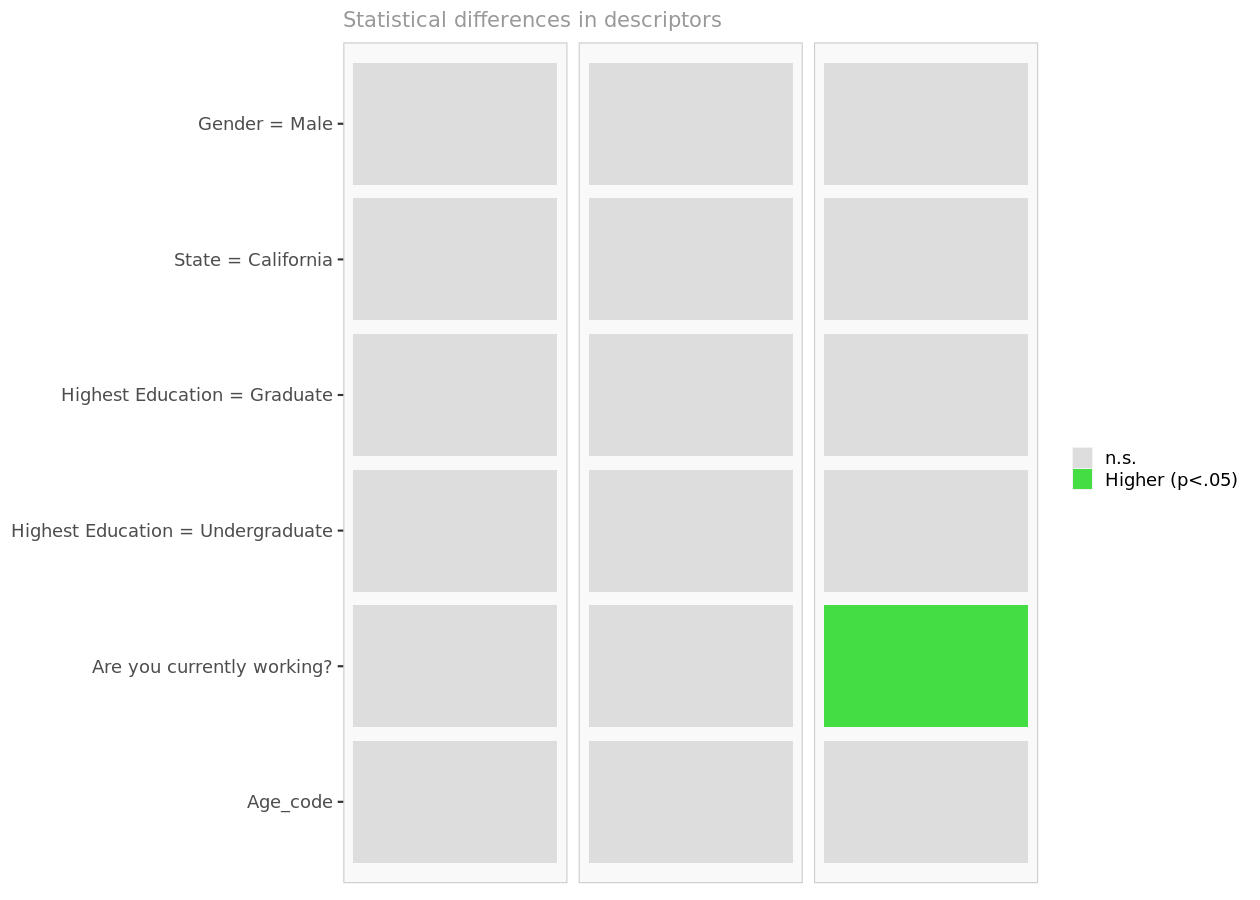 Statistical differences in descriptors
Gender = Male
State = California
Highest Education = Graduate
Highest Education = Undergraduate
Are you currently working?
Age_code
n.s.
Higher (p<.05)